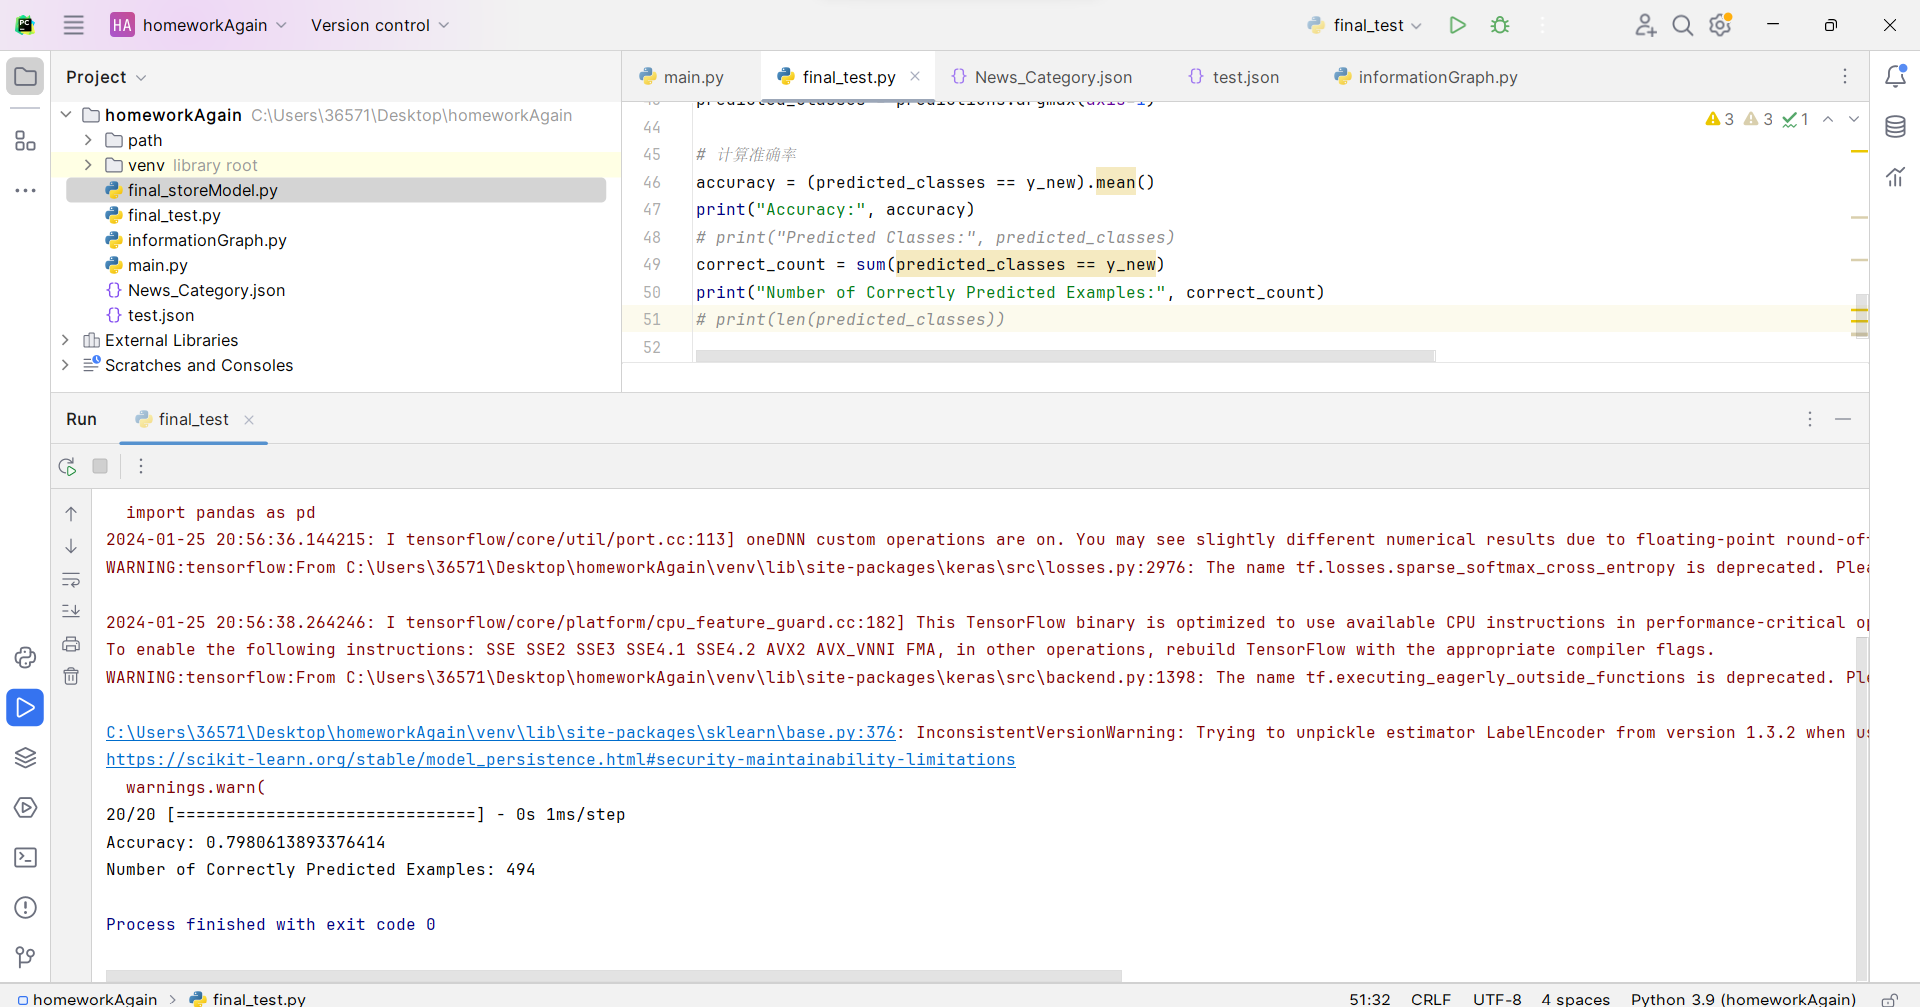 HA homeworkAgain Version control final_test
Project
main.py final_test.py News_Category.json test.json informationGraph.py
homeworkAgain C:\Users\36571\Desktop\homeworkAgain
path
venv library root
final_storeModel.py
final_test.py
informationGraph.py
main.py
News_Category.json
test.json
External Libraries
Scratches and Consoles
3 3 1
44
45 # 计算准确率
46 accuracy = (predicted_classes == y_new).mean()
47 print("Accuracy:", accuracy)
48 # print("Predicted Classes:", predicted_classes)
49 correct_count = sum(predicted_classes == y_new)
50 print("Number of Correctly Predicted Examples:", correct_count)
51 # print(len(predicted_classes))
52
Run final_test
import pandas as pd
2024-01-25 20:56:36.144215: I tensorflow/core/util/port.cc:113] oneDNN custom operations are on. You may see slightly different numerical results due to floating-point round-of
WARNING:tensorflow:From C:\Users\36571\Desktop\homeworkAgain\venv\lib\site-packages\keras\src\losses.py:2976: The name tf.losses.sparse_softmax_cross_entropy is deprecated. Plea
2024-01-25 20:56:38.264246: I tensorflow/core/platform/cpu_feature_guard.cc:182] This TensorFlow binary is optimized to use available CPU instructions in performance-critical op
To enable the following instructions: SSE SSE2 SSE3 SSE4.1 SSE4.2 AVX2 AVX_VNNI FMA, in other operations, rebuild TensorFlow with the appropriate compiler flags.
WARNING:tensorflow:From C:\Users\36571\Desktop\homeworkAgain\venv\lib\site-packages\keras\src\backend.py:1398: The name tf.executing_eagerly_outside_functions is deprecated. Ple
C:\Users\36571\Desktop\homeworkAgain\venv\lib\site-packages\sklearn\base.py:376: InconsistentVersionWarning: Trying to unpickle estimator LabelEncoder from version 1.3.2 when us
https://scikit-learn.org/stable/model_persistence.html#security-maintainability-limitations
warnings.warn(
20/20 [==============================] - 0s 1ms/step
Accuracy: 0.7980613893376414
Number of Correctly Predicted Examples: 494
Process finished with exit code 0
homeworkAgain > final_test.py 51:32 CRLF UTF-8 4 spaces Python 3.9 (homeworkAgain)